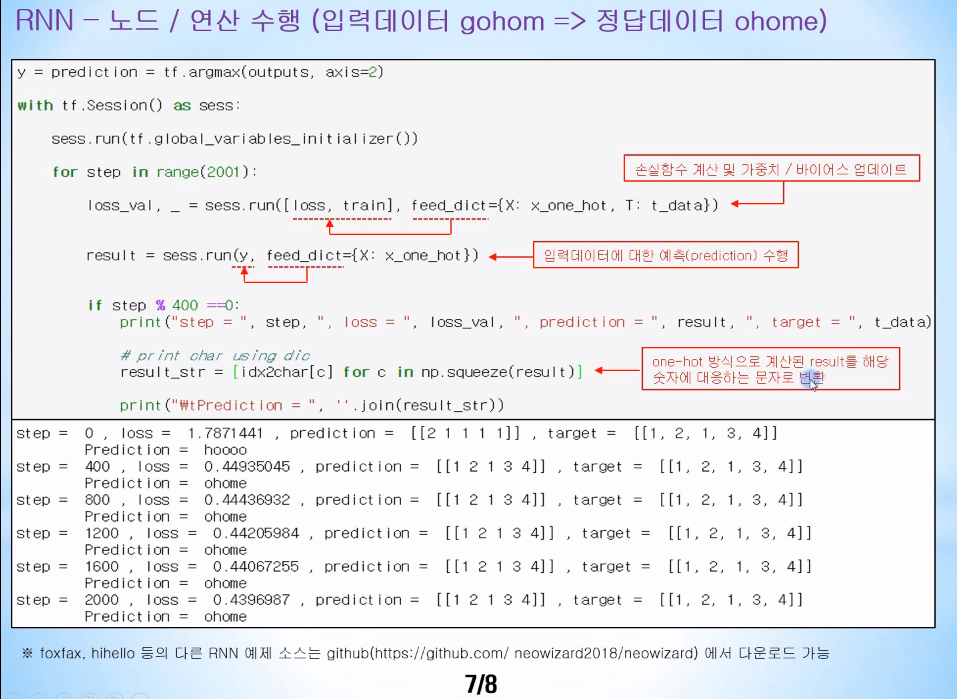 RNN – 노드 / 연산 수행 (입력데이터 gohom => 정답데이터 ohome)
y = prediction = tf.argmax(outputs, axis=2)
with tf.Session() as sess:
sess.run(tf.global_variables_initializer())
for step in range(2001):
손실함수 계산 및 가중치 / 바이어스 업데이트
loss_val, _ = sess.run([loss, train], feed_dict={X: x_one_hot, T: t_data})
result = sess.run(y, feed_dict={X: x_one_hot})
입력데이터에 대한 예측(prediction) 수행
if step % 400 ==0:
print("step = ", step, ", loss = ", loss_val, ", prediction = ", result, ", target = ", t_data)
# print char using dic
result_str = [idx2char[c] for c in np.squeeze(result)]
one-hot 방식으로 계산된 result를 해당
숫자에 대응하는 문자로 변환
print("₩tPrediction = ", ''.join(result_str))
step =  0 , loss =  1.7871441 , prediction =  [[2 1 1 1 1]] , target =  [[1, 2, 1, 3, 4]]
Prediction =  hoooo
step =  400 , loss =  0.44935045 , prediction =  [[1 2 1 3 4]] , target =  [[1, 2, 1, 3, 4]]
Prediction =  ohome
step =  800 , loss =  0.44436932 , prediction =  [[1 2 1 3 4]] , target =  [[1, 2, 1, 3, 4]]
Prediction =  ohome
step =  1200 , loss =  0.44205984 , prediction =  [[1 2 1 3 4]] , target =  [[1, 2, 1, 3, 4]]
Prediction =  ohome
step =  1600 , loss =  0.44067255 , prediction =  [[1 2 1 3 4]] , target =  [[1, 2, 1, 3, 4]]
Prediction =  ohome
step =  2000 , loss =  0.4396987 , prediction =  [[1 2 1 3 4]] , target =  [[1, 2, 1, 3, 4]]
Prediction =  ohome
※ foxfax, hihello 등의 다른 RNN 예제 소스는 github(https://github.com/ neowizard2018/neowizard) 에서 다운로드 가능
7/8